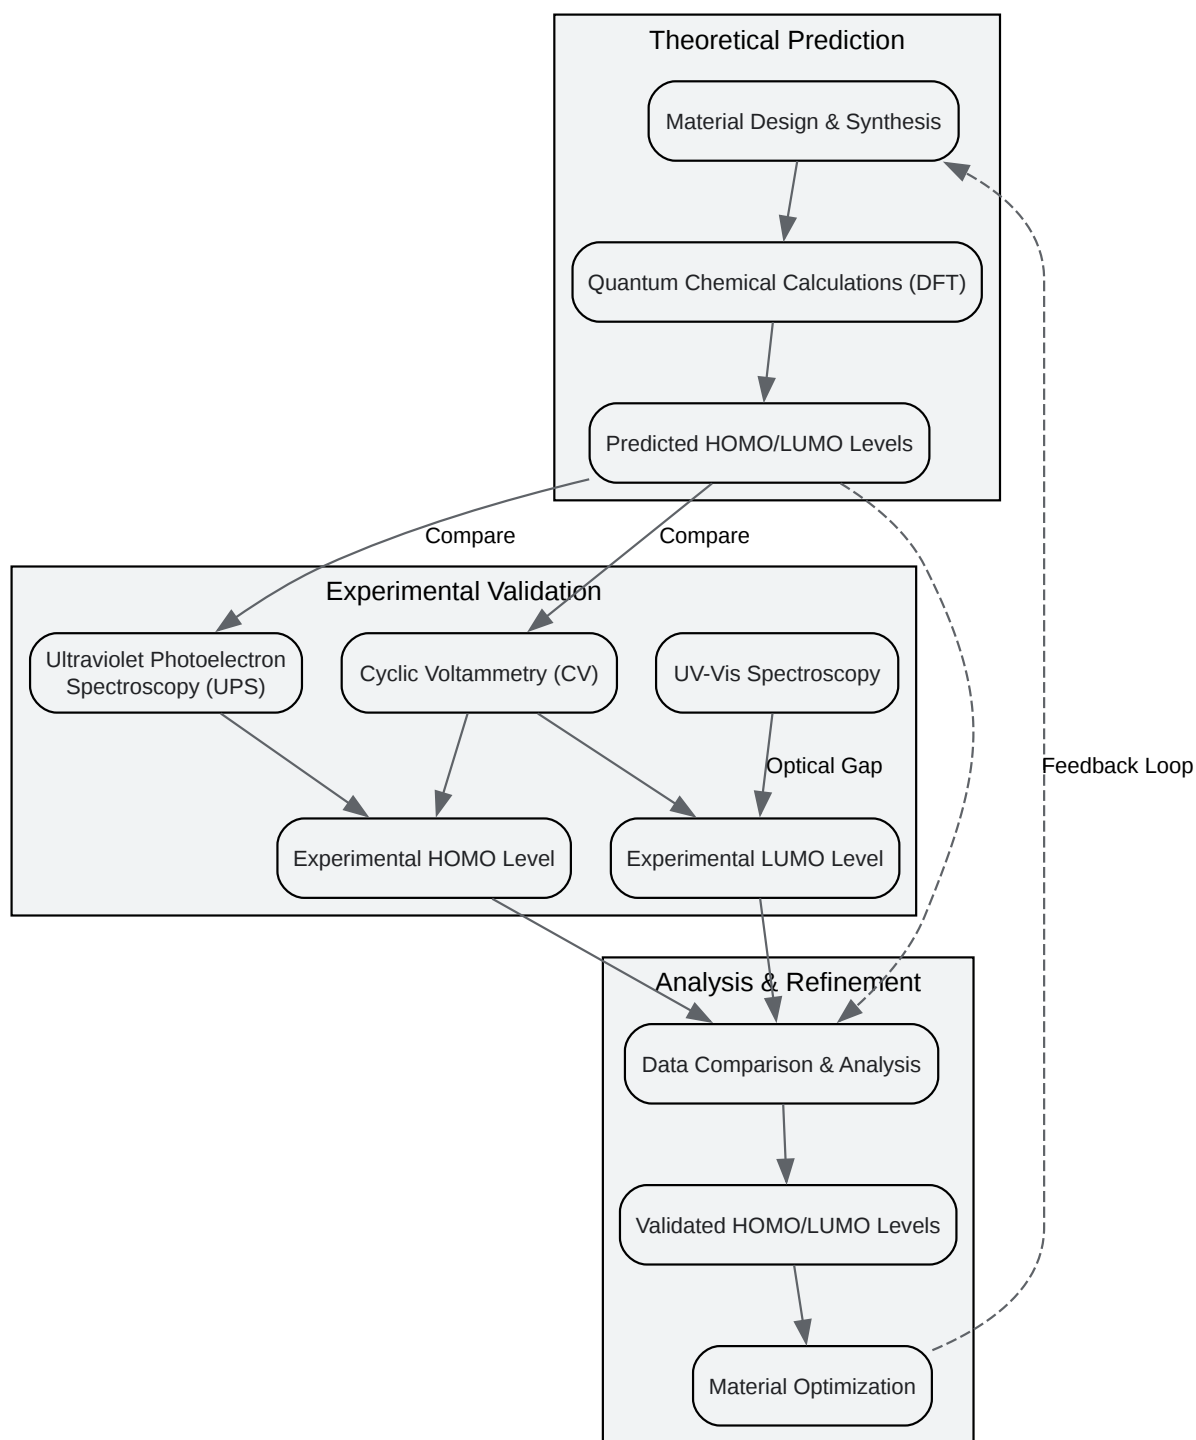 Theoretical Prediction
Material Design & Synthesis
Quantum Chemical Calculations (DFT)
Predicted HOMO/LUMO Levels
Compare
Compare
Experimental Validation
Ultraviolet Photoelectron
Spectroscopy (UPS)
Cyclic Voltammetry (CV)
UV-Vis Spectroscopy
Optical Gap
Feedback Loop
Experimental HOMO Level
Experimental LUMO Level
Analysis & Refinement
Data Comparison & Analysis
Validated HOMO/LUMO Levels
Material Optimization